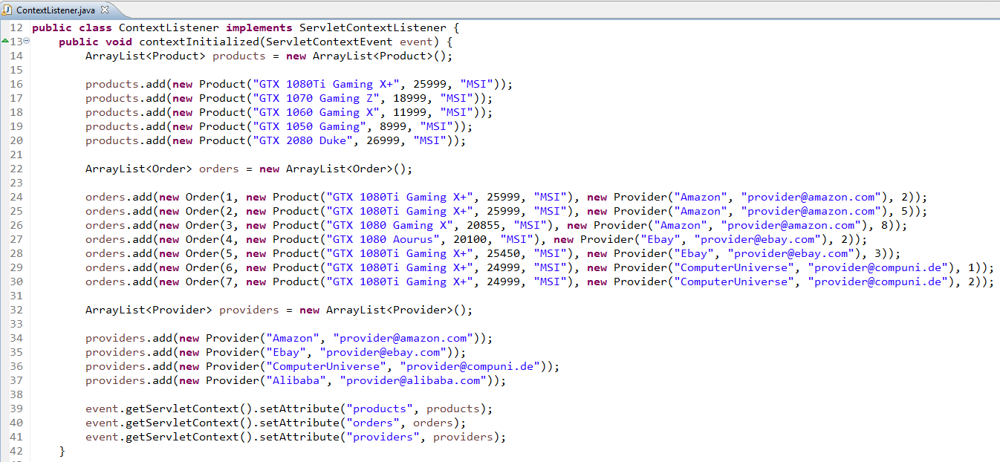 ContextListener.java
12 public class ContextListener implements ServletContextListener {
13 public void contextInitialized(ServletContextEvent event) {
14 ArrayList<Product> products = new ArrayList<Product>();
15
16 products.add(new Product("GTX 1080Ti Gaming X+", 25999, "MSI"));
17 products.add(new Product("GTX 1070 Gaming Z", 18999, "MSI"));
18 products.add(new Product("GTX 1060 Gaming X", 11999, "MSI"));
19 products.add(new Product("GTX 1050 Gaming", 8999, "MSI"));
20 products.add(new Product("GTX 2080 Duke", 26999, "MSI"));
21
22 ArrayList<Order> orders = new ArrayList<Order>();
23
24 orders.add(new Order(1, new Product("GTX 1080Ti Gaming X+", 25999, "MSI"), new Provider("Amazon", "provider@amazon.com"), 2));
25 orders.add(new Order(2, new Product("GTX 1080Ti Gaming X+", 25999, "MSI"), new Provider("Amazon", "provider@amazon.com"), 5));
26 orders.add(new Order(3, new Product("GTX 1080 Gaming X", 20855, "MSI"), new Provider("Amazon", "provider@amazon.com"), 8));
27 orders.add(new Order(4, new Product("GTX 1080 Aourus", 20100, "MSI"), new Provider("Ebay", "provider@ebay.com"), 2));
28 orders.add(new Order(5, new Product("GTX 1080Ti Gaming X+", 25450, "MSI"), new Provider("Ebay", "provider@ebay.com"), 3));
29 orders.add(new Order(6, new Product("GTX 1080Ti Gaming X+", 24999, "MSI"), new Provider("ComputerUniverse", "provider@compuni.de"), 1));
30 orders.add(new Order(7, new Product("GTX 1080Ti Gaming X+", 24999, "MSI"), new Provider("ComputerUniverse", "provider@compuni.de"), 2));
31
32 ArrayList<Provider> providers = new ArrayList<Provider>();
33
34 providers.add(new Provider("Amazon", "provider@amazon.com"));
35 providers.add(new Provider("Ebay", "provider@ebay.com"));
36 providers.add(new Provider("ComputerUniverse", "provider@compuni.de"));
37 providers.add(new Provider("Alibaba", "provider@alibaba.com"));
38
39 event.getServletContext().setAttribute("products", products);
40 event.getServletContext().setAttribute("orders", orders);
41 event.getServletContext().setAttribute("providers", providers);
42 }